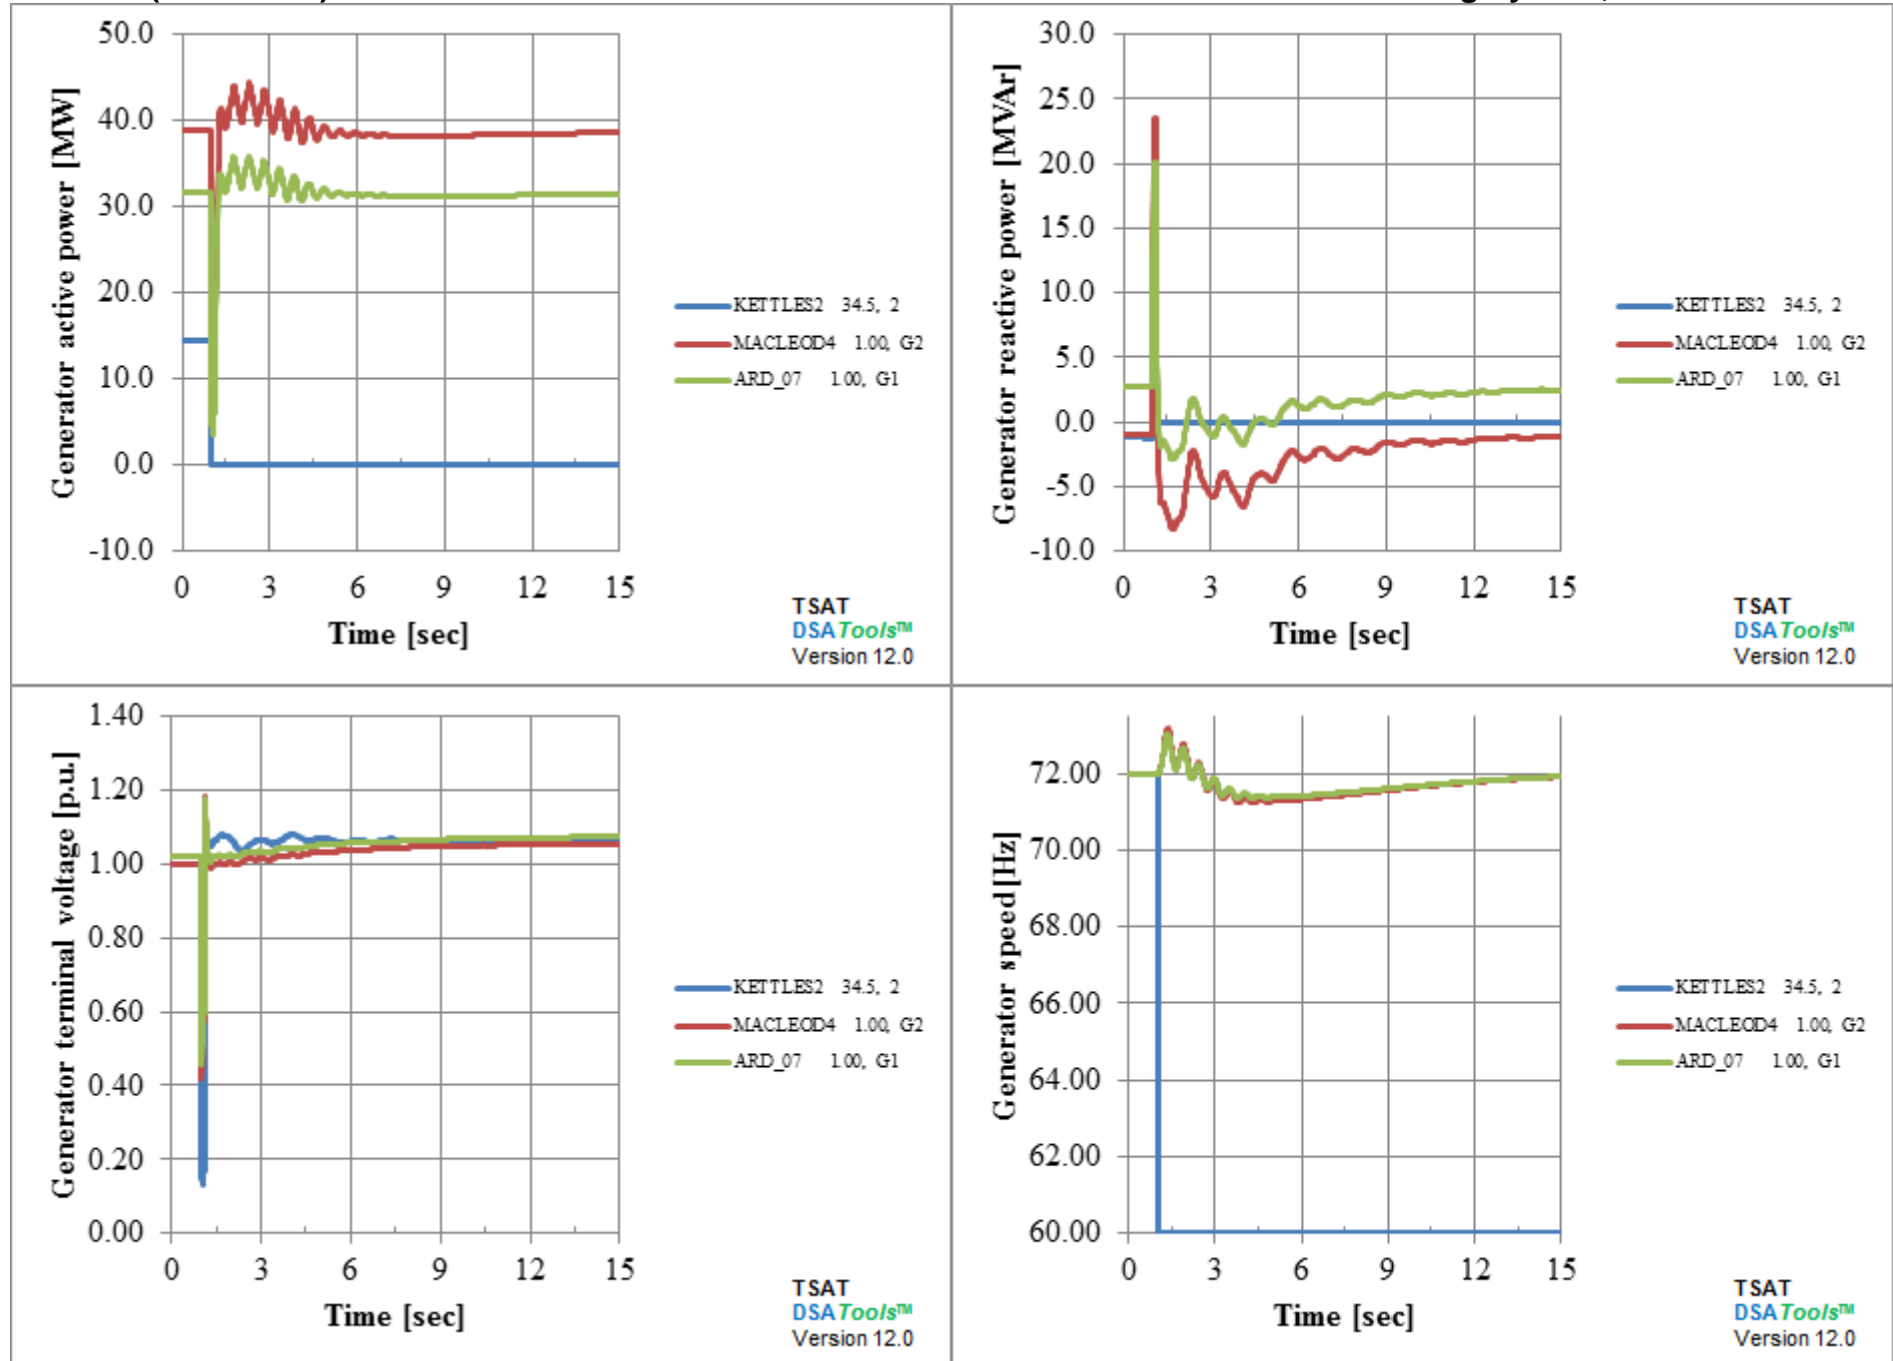 Generator active power [MW]
50.0
40.0
30.0
20.0
10.0
0.0
-10.0
0 3 6 9 12 15
Time [sec]
KETTLES2 34.5, 2
MACLEOD4 1.00, G2
ARD_07 1.00, G1
TSAT
DSATools™
Version 12.0
Generator reactive power [MVAr]
30.0
25.0
20.0
15.0
10.0
5.0
0.0
-5.0
-10.0
0 3 6 9 12 15
Time [sec]
KETTLES2 34.5, 2
MACLEOD4 1.00, G2
ARD_07 1.00, G1
TSAT
DSATools™
Version 12.0
Generator terminal voltage [p.u.]
1.40
1.20
1.00
0.80
0.60
0.40
0.20
0.00
0 3 6 9 12 15
Time [sec]
KETTLES2 34.5, 2
MACLEOD4 1.00, G2
ARD_07 1.00, G1
TSAT
DSATools™
Version 12.0
Generator speed[Hz]
72.00
70.00
68.00
66.00
64.00
62.00
60.00
0 3 6 9 12 15
Time [sec]
KETTLES2 34.5, 2
MACLEOD4 1.00, G2
ARD_07 1.00, G1
TSAT
DSATools™
Version 12.0